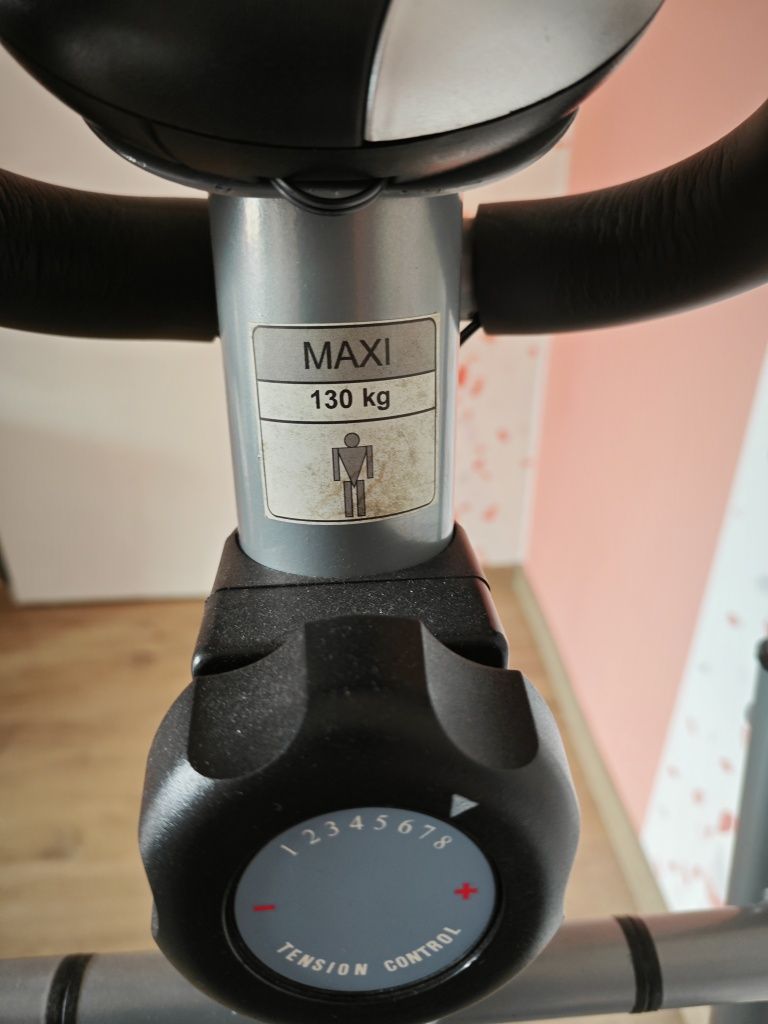 MAXI
130 kg
1 2 3 4 5 6 7 8
- +
TENSION CONTROL